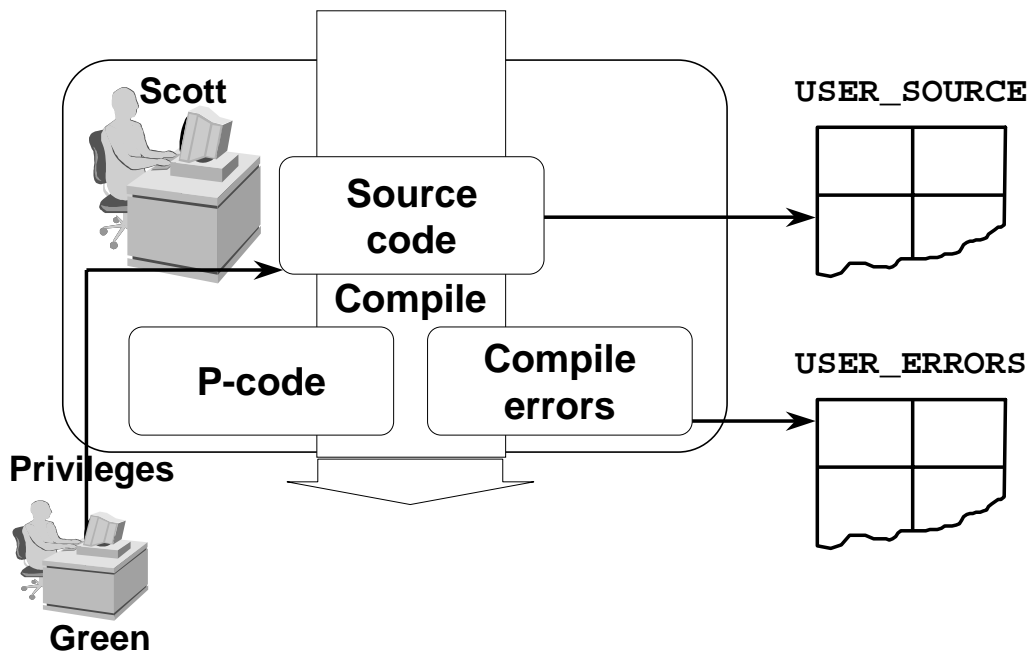 Scott
USER_SOURCE
Source
code
Compile
P-code
Compile
errors
USER_ERRORS
Privileges
Green